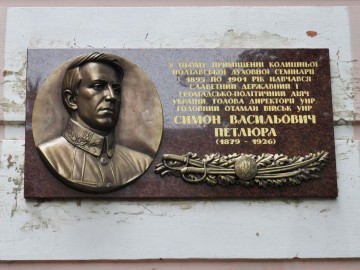 У ЦЬОМУ ПРИМІЩЕННІ КОЛИШНЬОЇ
ПОЛТАВСЬКОЇ ДУХОВНОЇ СЕМІНАРІЇ
З 1895 ПО 1901 РІК НАВЧАВСЯ
СЛАВЕТНИЙ ДЕРЖАВНИЙ І
ГРОМАДСЬКО-ПОЛІТИЧНИЙ ДІЯЧ
УКРАЇНИ, ГОЛОВА ДИРЕКТОРІЇ УНР
ГОЛОВНИЙ ОТАМАН ВІЙСЬК УНР
СИМОН ВАСИЛЬОВИЧ
ПЕТЛЮРА
(1879 - 1926)